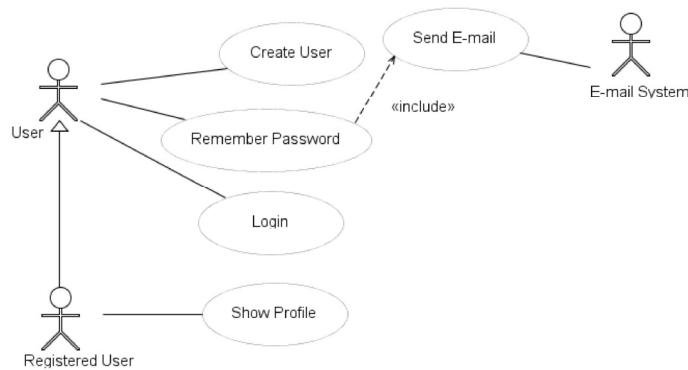 Create User
Send E-mail
E-mail System
«include»
User
Remember Password
Login
Show Profile
Registered User